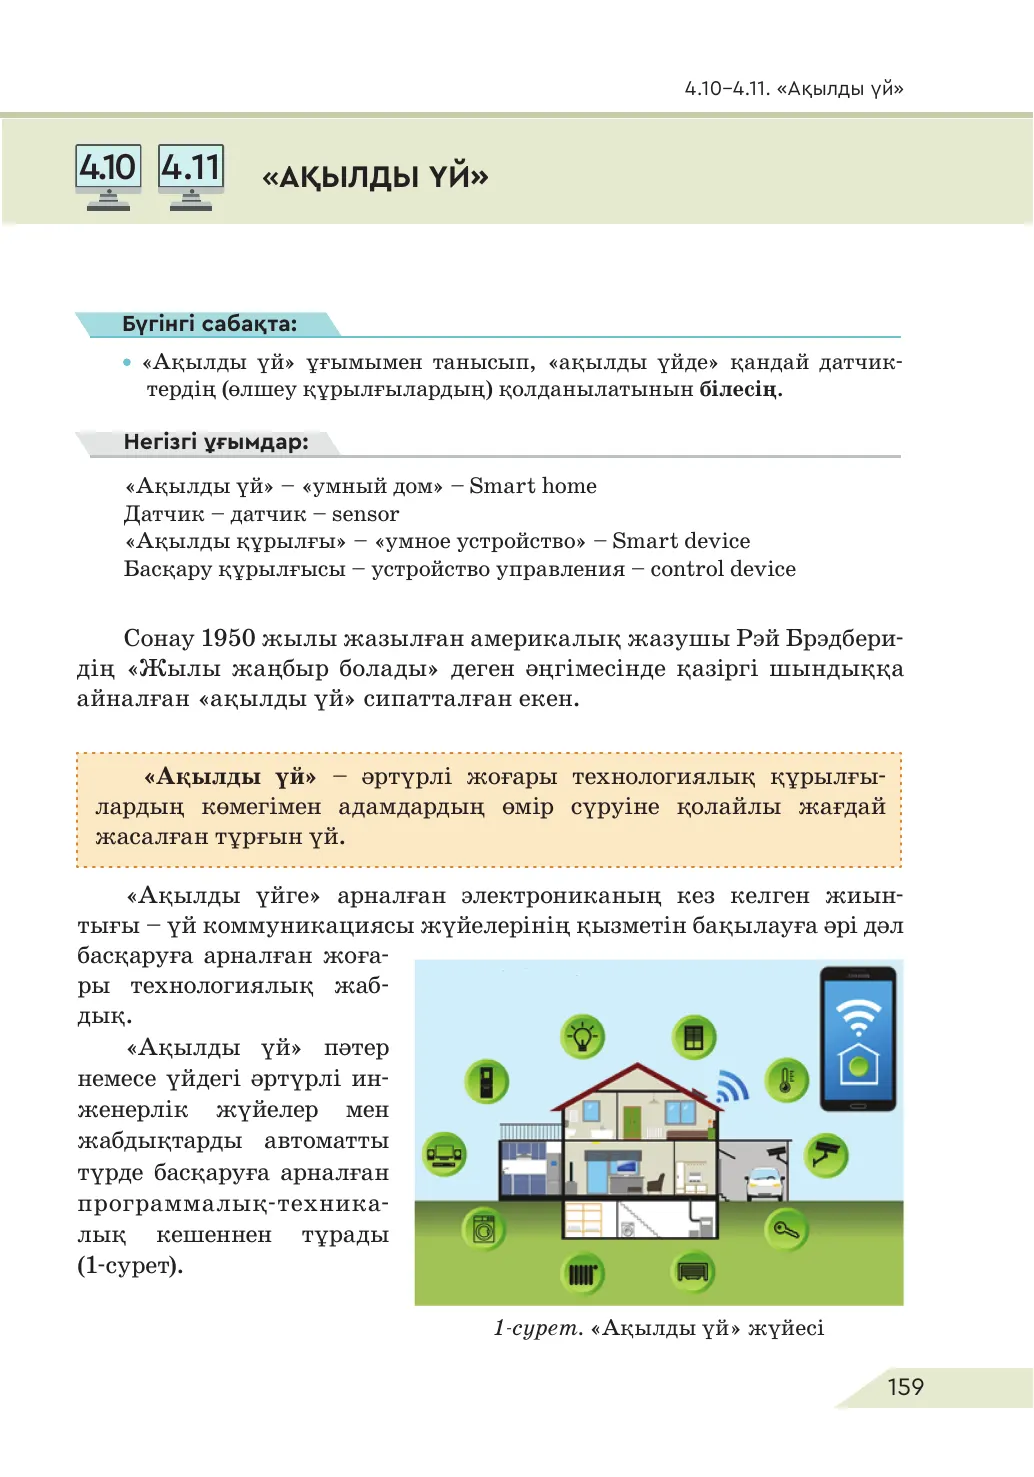 4.10–4.11. «Ақылды үй»
4.10 4.11 «АҚЫЛДЫ ҮЙ»
Бүгінгі сабақта:
• «Ақылды үй» ұғымымен танысып, «ақылды үйде» қандай датчик-
тердің (өлшеу құрылғылардың) қолданылатынын білесің.
Негізгі ұғымдар:
«Ақылды үй» – «умный дом» – Smart home
Датчик – датчик – sensor
«Ақылды құрылғы» – «умное устройство» – Smart device
Басқару құрылғысы – устройство управления – control device
Сонау 1950 жылы жазылған америкалық жазушы Рэй Брэдбери-
дің «Жылы жаңбыр болады» деген әңгімесінде қазіргі шындыққа
айналған «ақылды үй» сипатталған екен.
«Ақылды үй» – әртүрлі жоғары технологиялық құрылғы-
лардың көмегімен адамдардың өмір сүруіне қолайлы жағдай
жасалған тұрғын үй.
«Ақылды үйге» арналған электрониканың кез келген жиын-
тығы – үй коммуникациясы жүйелерінің қызметін бақылауға әрі дәл
басқаруға арналған жоға-
ры технологиялық жаб-
дық.
«Ақылды үй» пәтер
немесе үйдегі әртүрлі ин-
женерлік жүйелер мен
жабдықтарды автоматты
түрде басқаруға арналған
программалық-техника-
лық кешеннен тұрады
(1-сурет).
1-сурет. «Ақылды үй» жүйесі
159